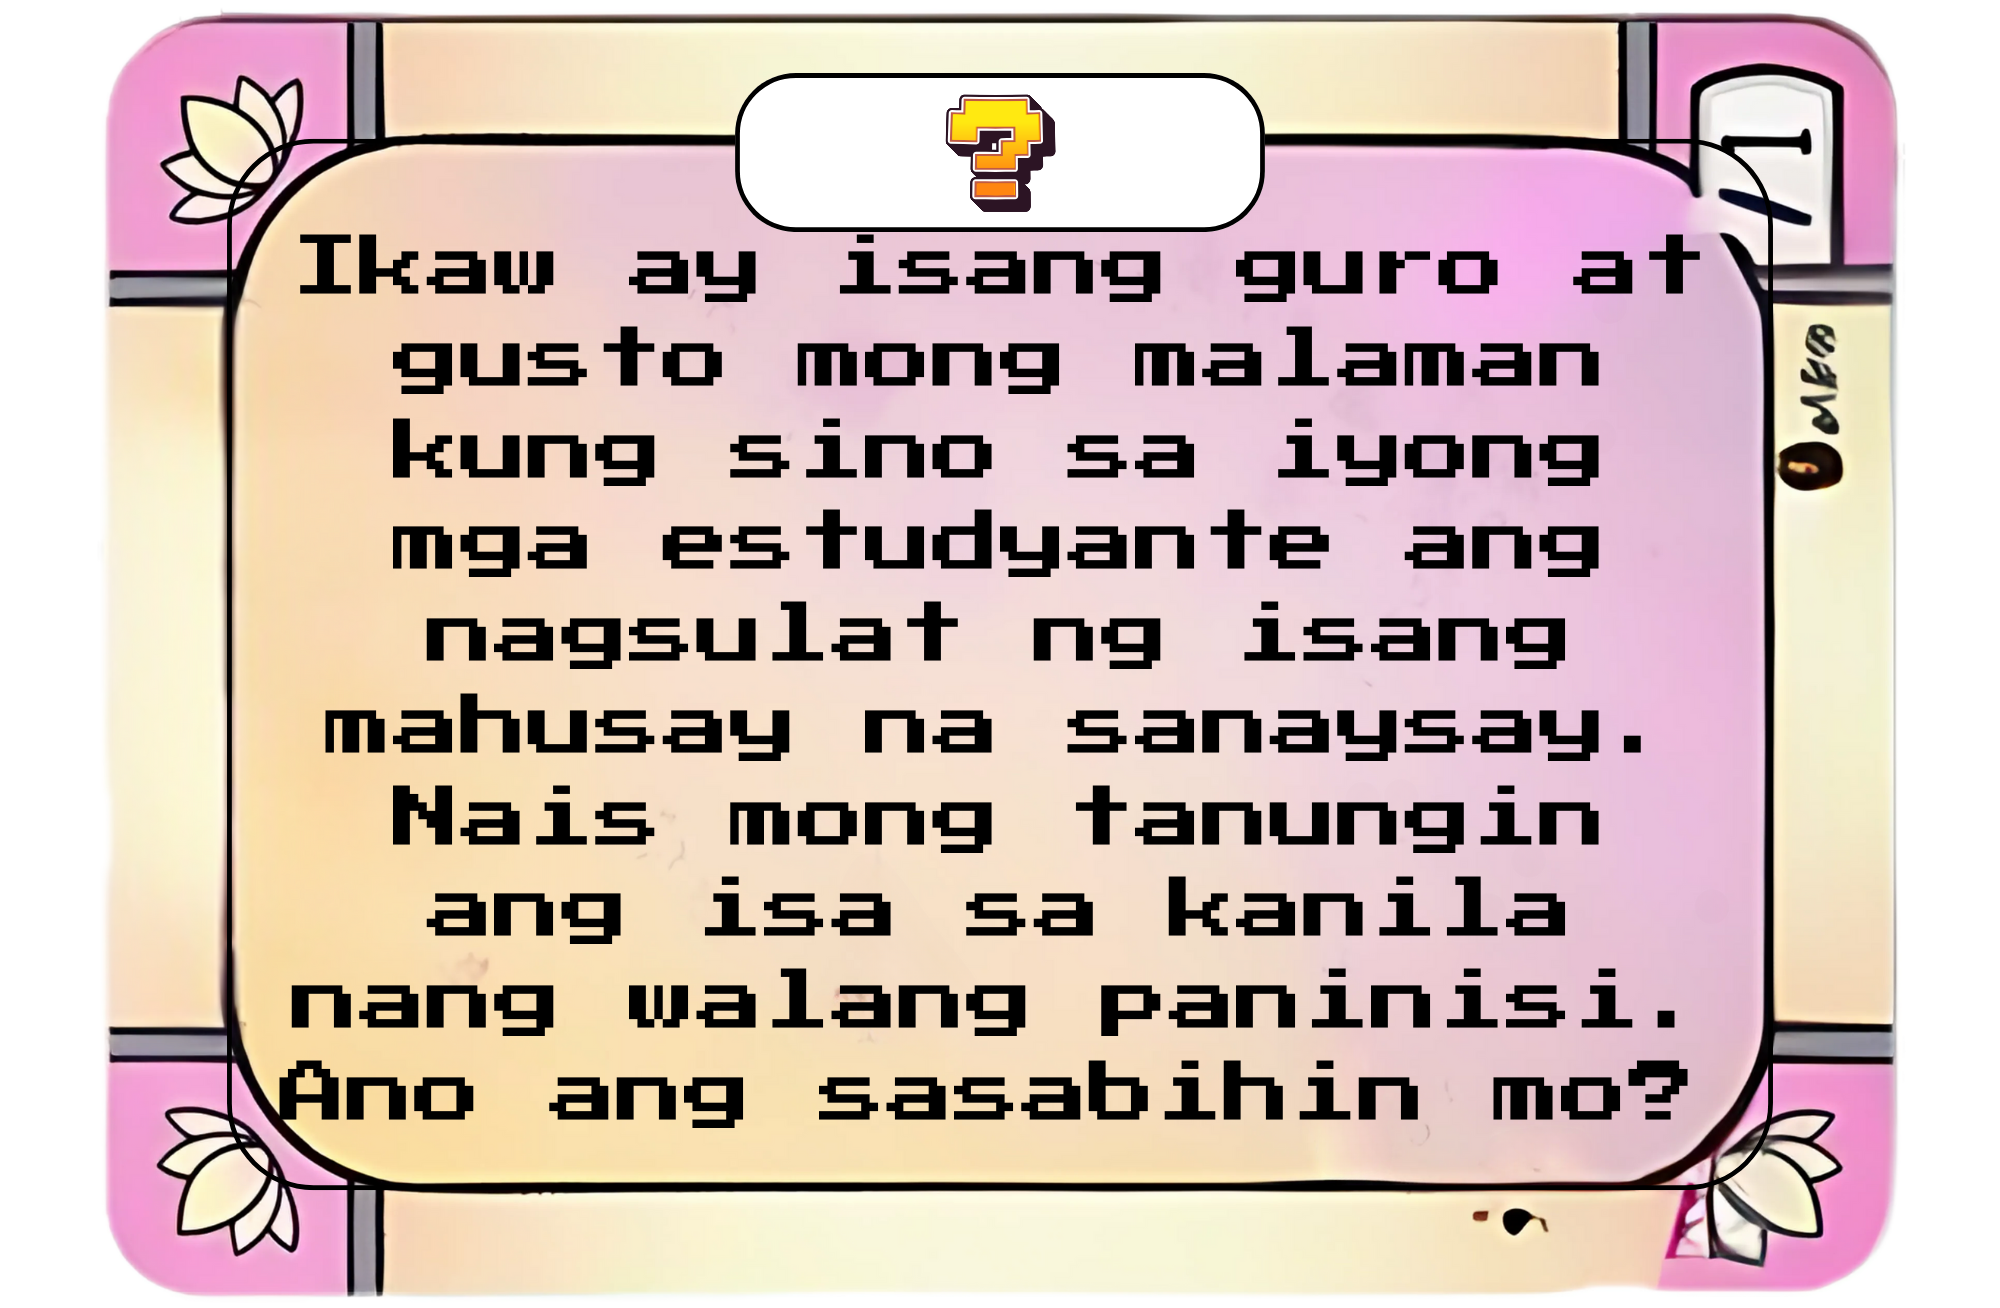 Ikaw ay isang guro at
gusto mong malaman
kung sino sa iyong
mga estudyante ang
nagsulat ng isang
mahusay na sanaysay.
Nais mong tanungin
ang isa sa kanila
nang walang paninisi.
Ano ang sasabihin mo?